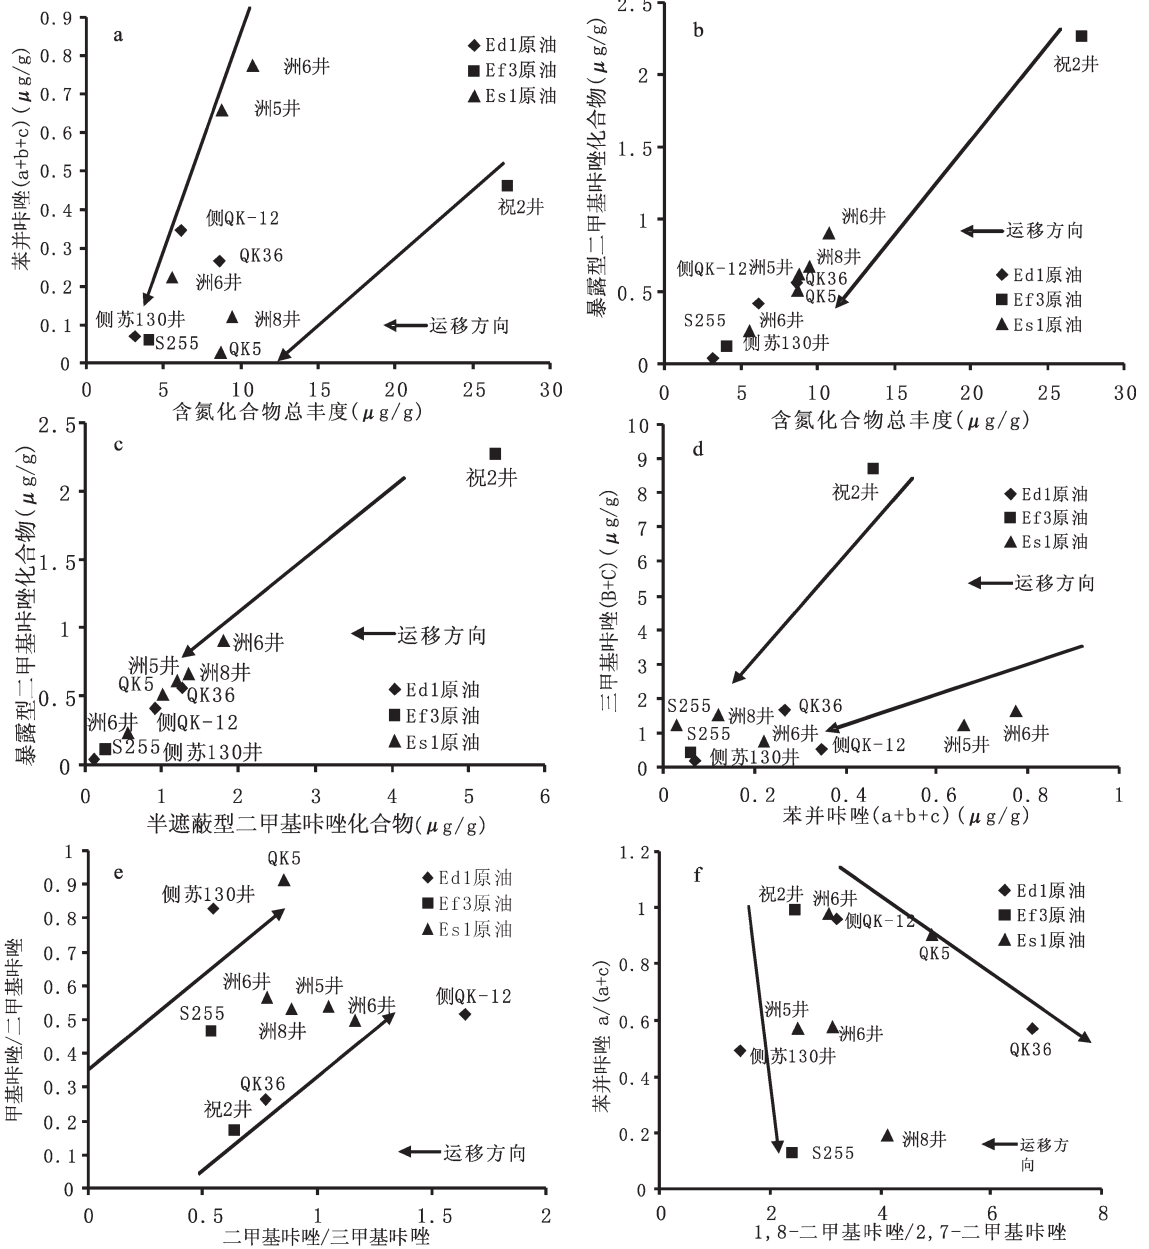 a
0.9
0.8
0.7
0.6
0.5
0.4
0.3
0.2
0.1
0
0 5 10 15 20 25 30
苯并咔唑(a+b+c)(μg/g)
含氮化合物总丰度(μg/g)
◆Ed1原油
■Ef3原油
▲Es1原油
洲6井
洲5井
祝2井
侧QK-12
QK36
洲6井
侧苏130井
洲8井
运移方向
S255
QK5
b
2.5
2
1.5
1
0.5
0
0 5 10 15 20 25 30
暴露型二甲基咔唑化合物(μg/g)
含氮化合物总丰度(μg/g)
祝2井
洲6井
运移方向
洲8井
侧QK-12
洲5井
QK36
QK5
◆Ed1原油
■Ef3原油
▲Es1原油
S255
洲6井
侧苏130井
c
2.5
2
1.5
1
0.5
0
0 1 2 3 4 5 6
暴露型二甲基咔唑化合物(μg/g)
半遮蔽型二甲基咔唑化合物(μg/g)
祝2井
运移方向
洲6井
洲5井
洲8井
QK5
QK36
◆Ed1原油
■Ef3原油
▲Es1原油
洲6井
侧QK-12
S255
侧苏130井
d
10
9
8
7
6
5
4
3
2
1
0
0 0.2 0.4 0.6 0.8 1
三甲基咔唑(B+C)(μg/g)
苯并咔唑(a+b+c)(μg/g)
祝2井
◆Ed1原油
■Ef3原油
▲Es1原油
运移方向
S255
洲8井
QK36
S255
洲6井
侧QK-12
洲5井
洲6井
侧苏130井
e
1
0.9
0.8
0.7
0.6
0.5
0.4
0.3
0.2
0.1
0
0 0.5 1 1.5 2
甲基咔唑/二甲基咔唑
二甲基咔唑/三甲基咔唑
QK5
侧苏130井
◆Ed1原油
■Ef3原油
▲Es1原油
洲6井
洲5井
侧QK-12
S255
洲8井
洲6井
QK36
祝2井
运移方向
f
1.2
1
0.8
0.6
0.4
0.2
0
0 2 4 6 8
苯并咔唑 a/(a+c)
1,8-二甲基咔唑/2,7-二甲基咔唑
祝2井
洲6井
侧QK-12
◆Ed1原油
■Ef3原油
▲Es1原油
QK5
洲5井
洲6井
侧苏130井
QK36
洲8井
S255
运移方
向